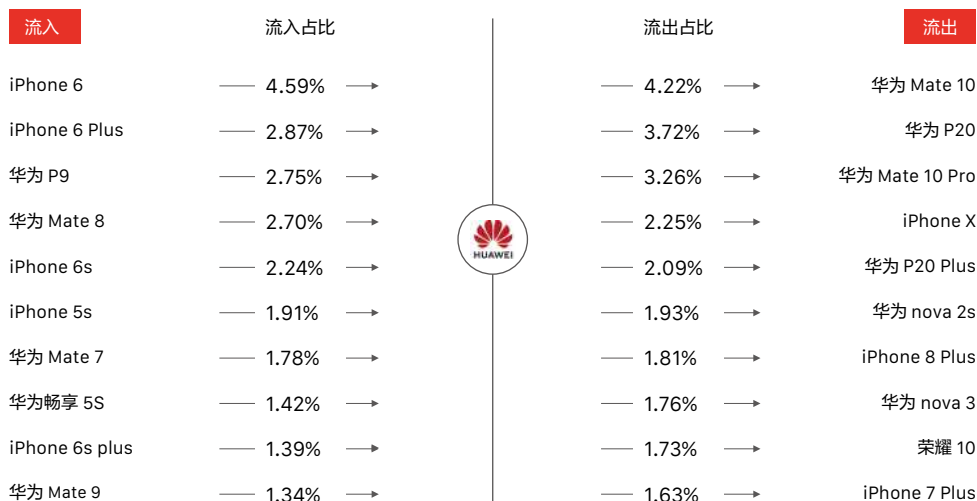 流入 流入占比 流出占比 流出
iPhone 6 4.59% 4.22% 华为 Mate 10
iPhone 6 Plus 2.87% 3.72% 华为 P20
华为 P9 2.75% 3.26% 华为 Mate 10 Pro
华为 Mate 8 2.70% 2.25% iPhone X
HUAWEI
iPhone 6s 2.24% 2.09% 华为 P20 Plus
iPhone 5s 1.91% 1.93% 华为 nova 2s
华为 Mate 7 1.78% 1.81% iPhone 8 Plus
华为畅享 5S 1.42% 1.76% 华为 nova 3
iPhone 6s plus 1.39% 1.73% 荣耀 10
华为 Mate 9 1.34% 1.63% iPhone 7 Plus